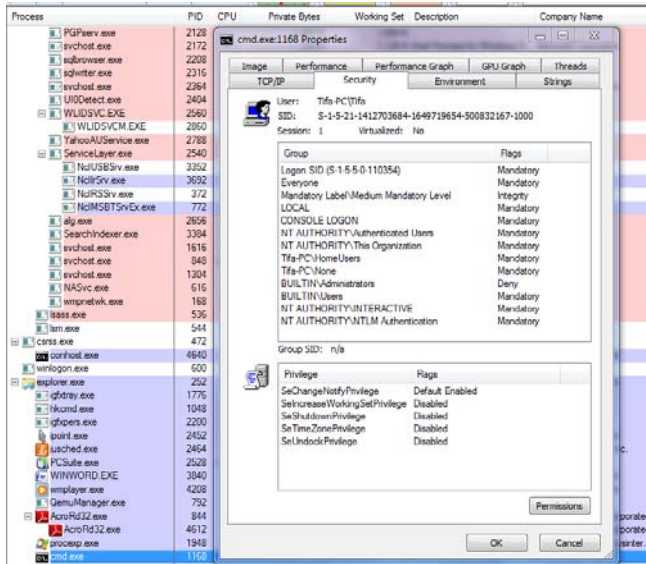 Process PID CPU Private Bytes Working Set Description Company Name
PGPserv.exe 2128
svchost.exe 2172
sqlbrowser.exe 2208
sqlwriter.exe 2316
svchost.exe 2364
UI0Detect.exe 2404
WLIDSVC.EXE 2560
WLIDSVCM.EXE 2860
YahooAUService.exe 2788
ServiceLayer.exe 2540
NclUSBSrv.exe 3352
NclIrSrv.exe 3692
NclRSSrv.exe 372
NclMSBTSrvEx.exe 772
alg.exe 2656
SearchIndexer.exe 3384
svchost.exe 1616
svchost.exe 848
svchost.exe 1304
NASvc.exe 616
wmpnetwk.exe 168
lsass.exe 536
lsm.exe 544
csrss.exe 472
conhost.exe 4640
winlogon.exe 600
explorer.exe 252
igfxtray.exe 1776
hkcmd.exe 1048
igfxpers.exe 2200
ipoint.exe 2452
jusched.exe 2464
PCSuite.exe 2528
WINWORD.EXE 3840
wmplayer.exe 4208
QemuManager.exe 792
AcroRd32.exe 844
AcroRd32.exe 4612
procexp.exe 1948
cmd.exe 1168
cmd.exe:1168 Properties
Image Performance Performance Graph GPU Graph Threads
TCP/IP Security Environment Strings
User: Tifa-PC\Tifa
SID: S-1-5-21-1412703684-1649719654-500832167-1000
Session: 1 Virtualized: No
Group Flags
Logon SID (S-1-5-5-0-110354) Mandatory
Everyone Mandatory
Mandatory Label\Medium Mandatory Level Integrity
LOCAL Mandatory
CONSOLE LOGON Mandatory
NT AUTHORITY\Authenticated Users Mandatory
NT AUTHORITY\This Organization Mandatory
Tifa-PC\HomeUsers Mandatory
Tifa-PC\None Mandatory
BUILTIN\Administrators Deny
BUILTIN\Users Mandatory
NT AUTHORITY\INTERACTIVE Mandatory
NT AUTHORITY\NTLM Authentication Mandatory
Group SID: n/a
Privilege Flags
SeChangeNotifyPrivilege Default Enabled
SeIncreaseWorkingSetPrivilege Disabled
SeShutdownPrivilege Disabled
SeTimeZonePrivilege Disabled
SeUndockPrivilege Disabled
Permissions
OK Cancel